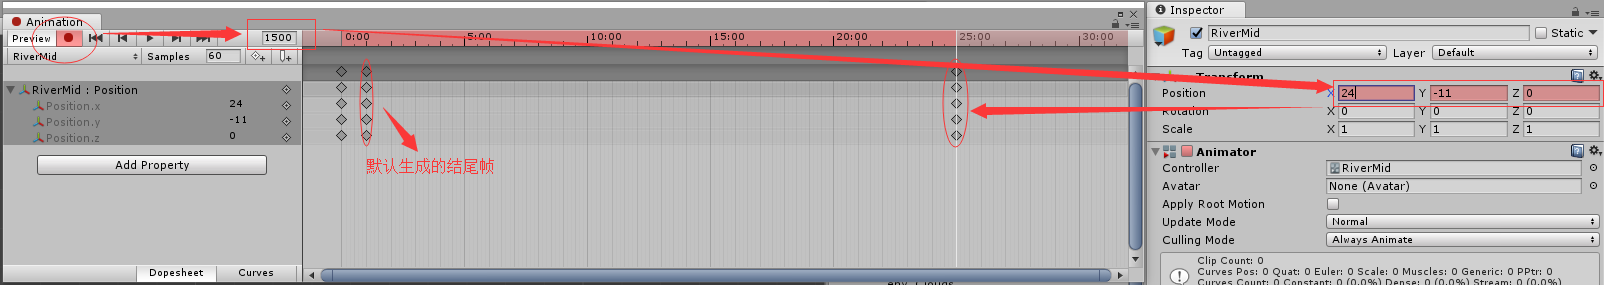 Animation
Preview
1500
0:00
5:00
10:00
15:00
20:00
25:00
30:00
RiverMid
Samples
60
RiverMid : Position
Position.x
24
Position.y
-11
Position.z
0
Add Property
默认生成的结尾帧
Dopesheet
Curves
Inspector
RiverMid
Static
Tag
Untagged
Layer
Default
Transform
Position
X 24 Y -11 Z 0
Rotation
X 0 Y 0 Z 0
Scale
X 1 Y 1 Z 1
Animator
Controller
RiverMid
Avatar
None (Avatar)
Apply Root Motion
Update Mode
Normal
Culling Mode
Always Animate
Clip Count: 0
Curves Pos: 0 Quat: 0 Euler: 0 Scale: 0 Muscles: 0 Generic: 0 PPtr: 0
Curves Count: 0 Constant: 0 (0.0%) Dense: 0 (0.0%) Stream: 0 (0.0%)